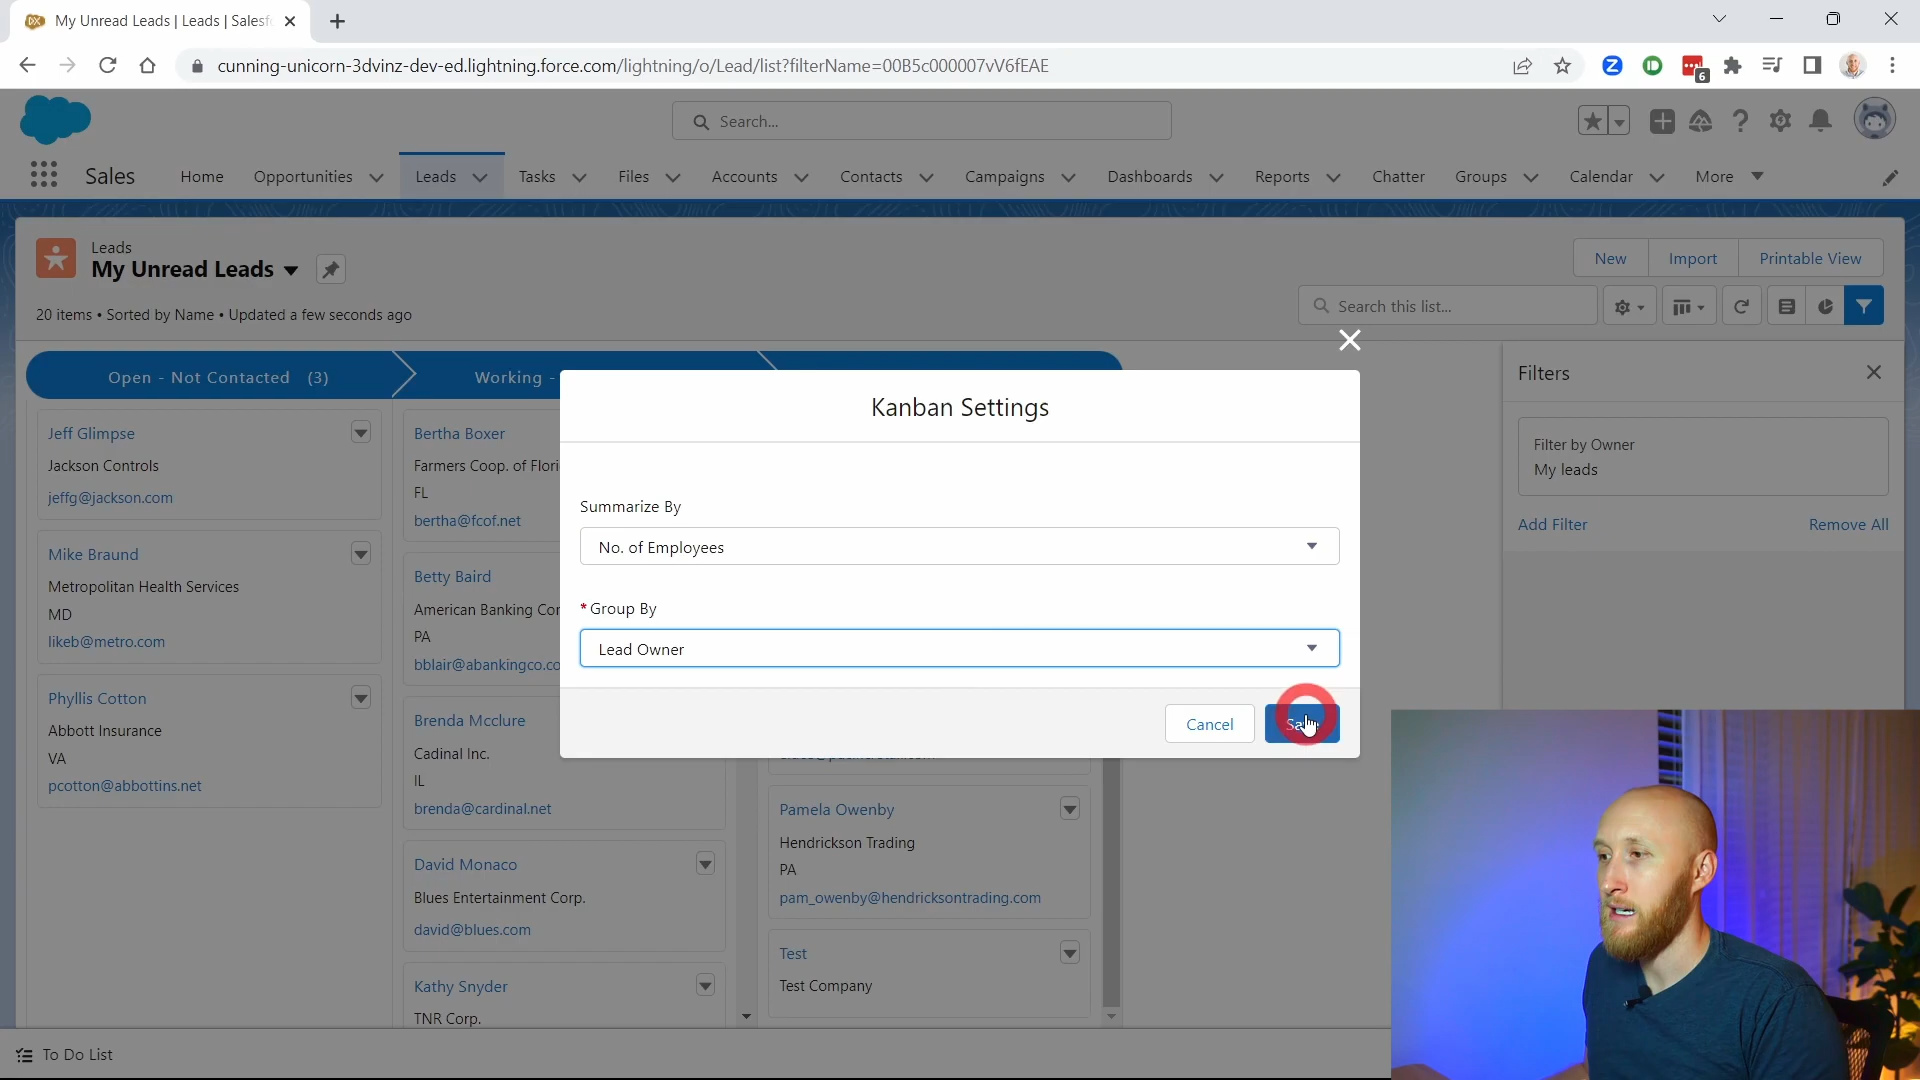 My Unread Leads | Leads | Salesf
cunning-unicorn-3dvinz-dev-ed.lightning.force.com/lightning/o/Lead/list?filterName=00B5c000007vV6fEAE
6
Search...
Sales
Home
Opportunities
Leads
Tasks
Files
Accounts
Contacts
Campaigns
Dashboards
Reports
Chatter
Groups
Calendar
More
Leads
My Unread Leads
New
Import
Printable View
20 items • Sorted by Name • Updated a few seconds ago
Search this list...
Open - Not Contacted (3)
Working -
Jeff Glimpse
Jackson Controls
jeffg@jackson.com
Mike Braund
Metropolitan Health Services
MD
likeb@metro.com
Phyllis Cotton
Abbott Insurance
VA
pcotton@abbottins.net
Bertha Boxer
Farmers Coop. of Flori
FL
bertha@fcof.net
Betty Baird
American Banking Cor
PA
bblair@abankingco.co
Brenda Mcclure
Cadinal Inc.
IL
brenda@cardinal.net
David Monaco
Blues Entertainment Corp.
david@blues.com
Kathy Snyder
TNR Corp.
Pamela Owenby
Hendrickson Trading
PA
pam_owenby@hendricksontrading.com
Test
Test Company
Kanban Settings
Summarize By
No. of Employees
*Group By
Lead Owner
Cancel
Filters
Filter by Owner
My leads
Add Filter
Remove All
To Do List